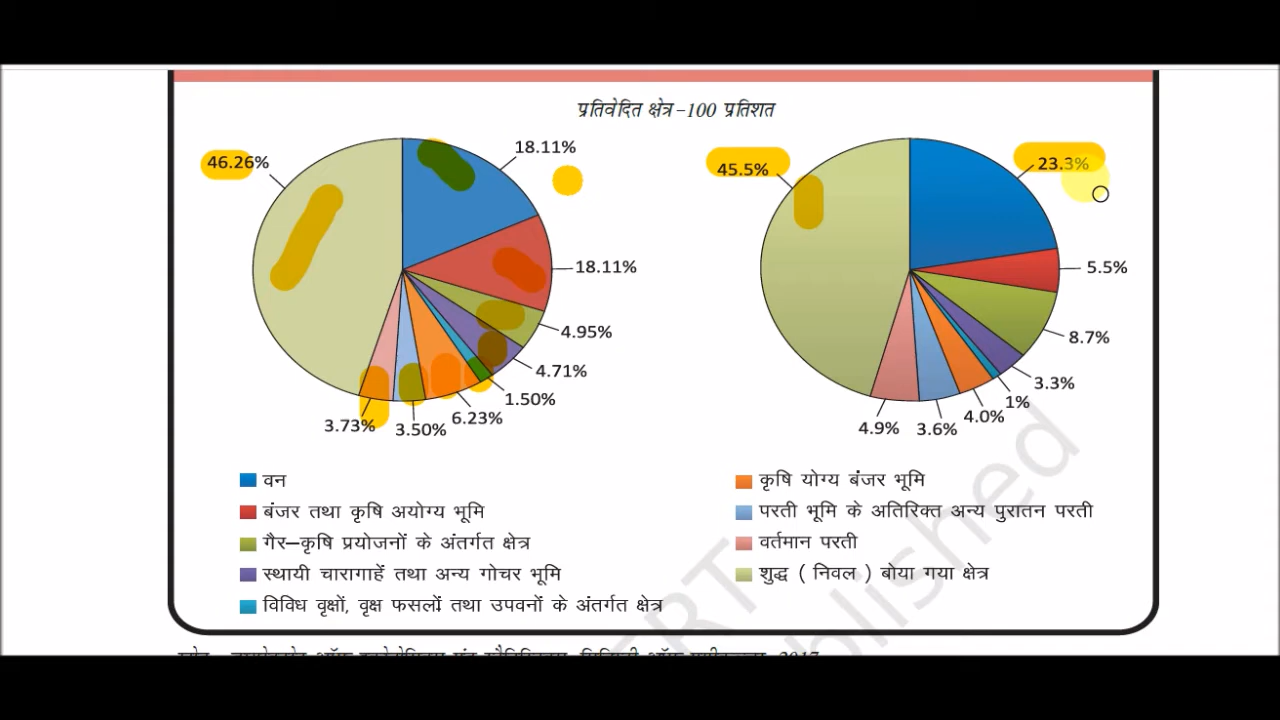 प्रतिवेदित क्षेत्र–100 प्रतिशत
46.26%
18.11%
18.11%
4.95%
4.71%
1.50%
6.23%
3.50%
3.73%
45.5%
23.3%
5.5%
8.7%
3.3%
1%
4.0%
3.6%
4.9%
वन
बंजर तथा कृषि अयोग्य भूमि
गैर–कृषि प्रयोजनों के अंतर्गत क्षेत्र
स्थायी चारागाहें तथा अन्य गोचर भूमि
विविध वृक्षों, वृक्ष फसलों तथा उपवनों के अंतर्गत क्षेत्र
कृषि योग्य बंजर भूमि
परती भूमि के अतिरिक्त अन्य पुरातन परती
वर्तमान परती
शुद्ध ( निवल ) बोया गया क्षेत्र